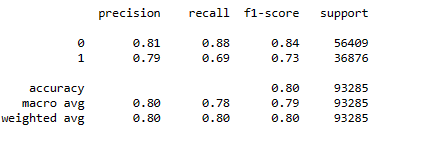 precision recall f1-score support
0 0.81 0.88 0.84 56409
1 0.79 0.69 0.73 36876
accuracy 0.80 93285
macro avg 0.80 0.78 0.79 93285
weighted avg 0.80 0.80 0.80 93285